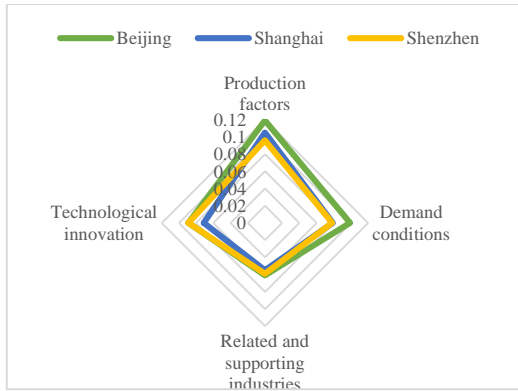 Beijing Shanghai Shenzhen
Production
factors
0.12
0.1
0.08
0.06
0.04
0.02
0
Technological
innovation
Demand
conditions
Related and
supporting
industries